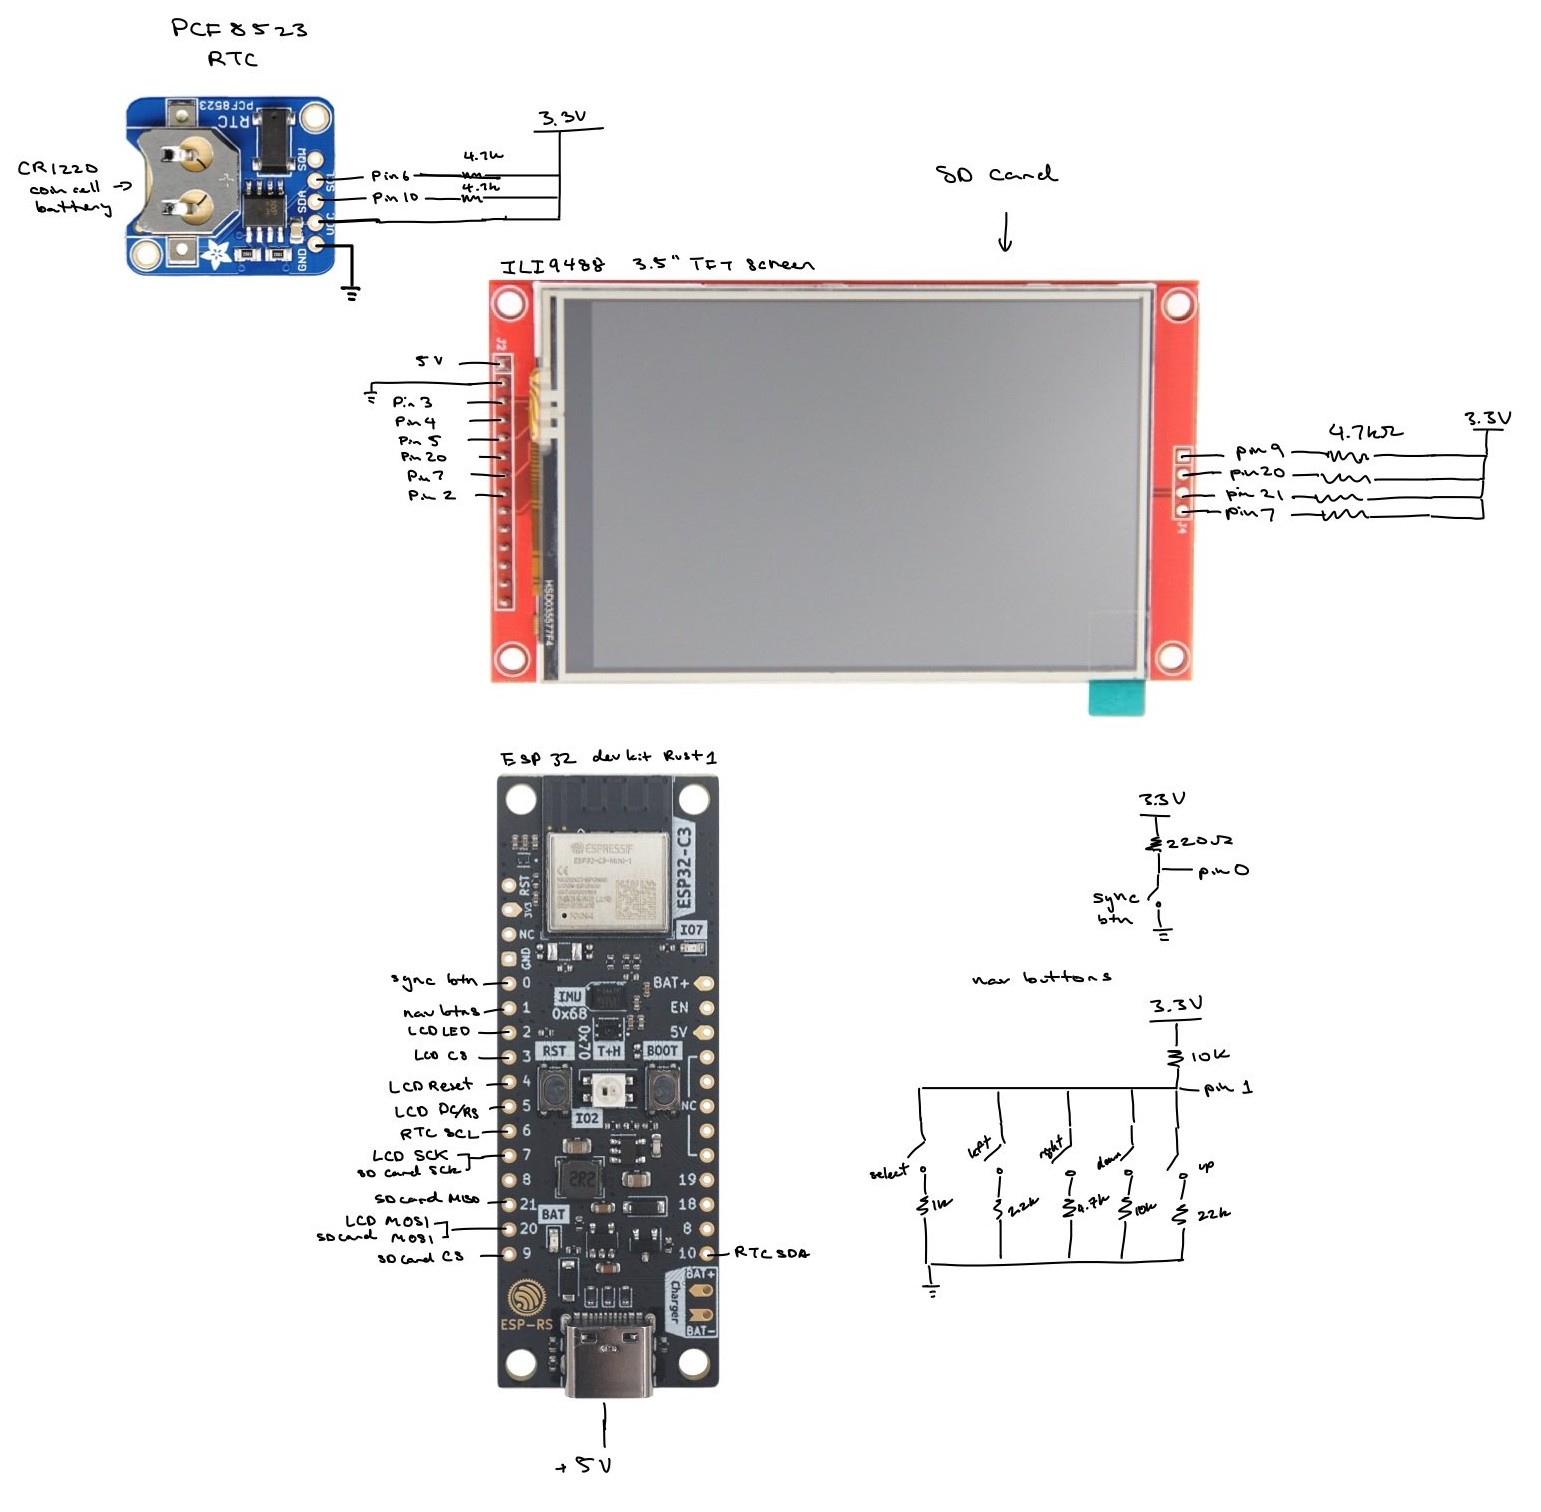 PCF8523
RTC
PCF8523
RTC
SQW
SCL
SDA
VCC
GND
CR1220
coin cell
battery
3.3V
4.7k
Pin 6
4.7k
Pin 10
SD card
ILI9488 3.5" TFT Screen
J2
5V
Pin 3
Pin 4
Pin 5
Pin 20
Pin 7
Pin 2
HSD035577F4
3.3V
4.7kΩ
pin 9
pin 20
pin 21
pin 7
J4
ESP32 devkit Rust1
ESPRESSIF
ESP32-C3-MINI-1
ESP32-C3
RST
3V3
NC
GND
IO7
sync btn
0
nav btns
1
LCD LED
2
LCD CS
3
LCD Reset
4
LCD DC/RS
5
RTC SCL
6
LCD SCK
SD card SCK
7
8
SD card MISO
21
LCD MOSI
SD card MOSI
20
SD card CS
9
IMU
0x68
0x70
RST
T+H
BOOT
IO2
2R2
BAT
BAT+
EN
5V
NC
19
18
8
10
RTC SDA
BAT+
Charger
BAT-
ESP-RS
+5V
3.3V
220Ω
pin 0
sync
btn
nav buttons
3.3V
10k
pin 1
select
left
right
down
up
1k
2.2k
4.7k
10k
22k